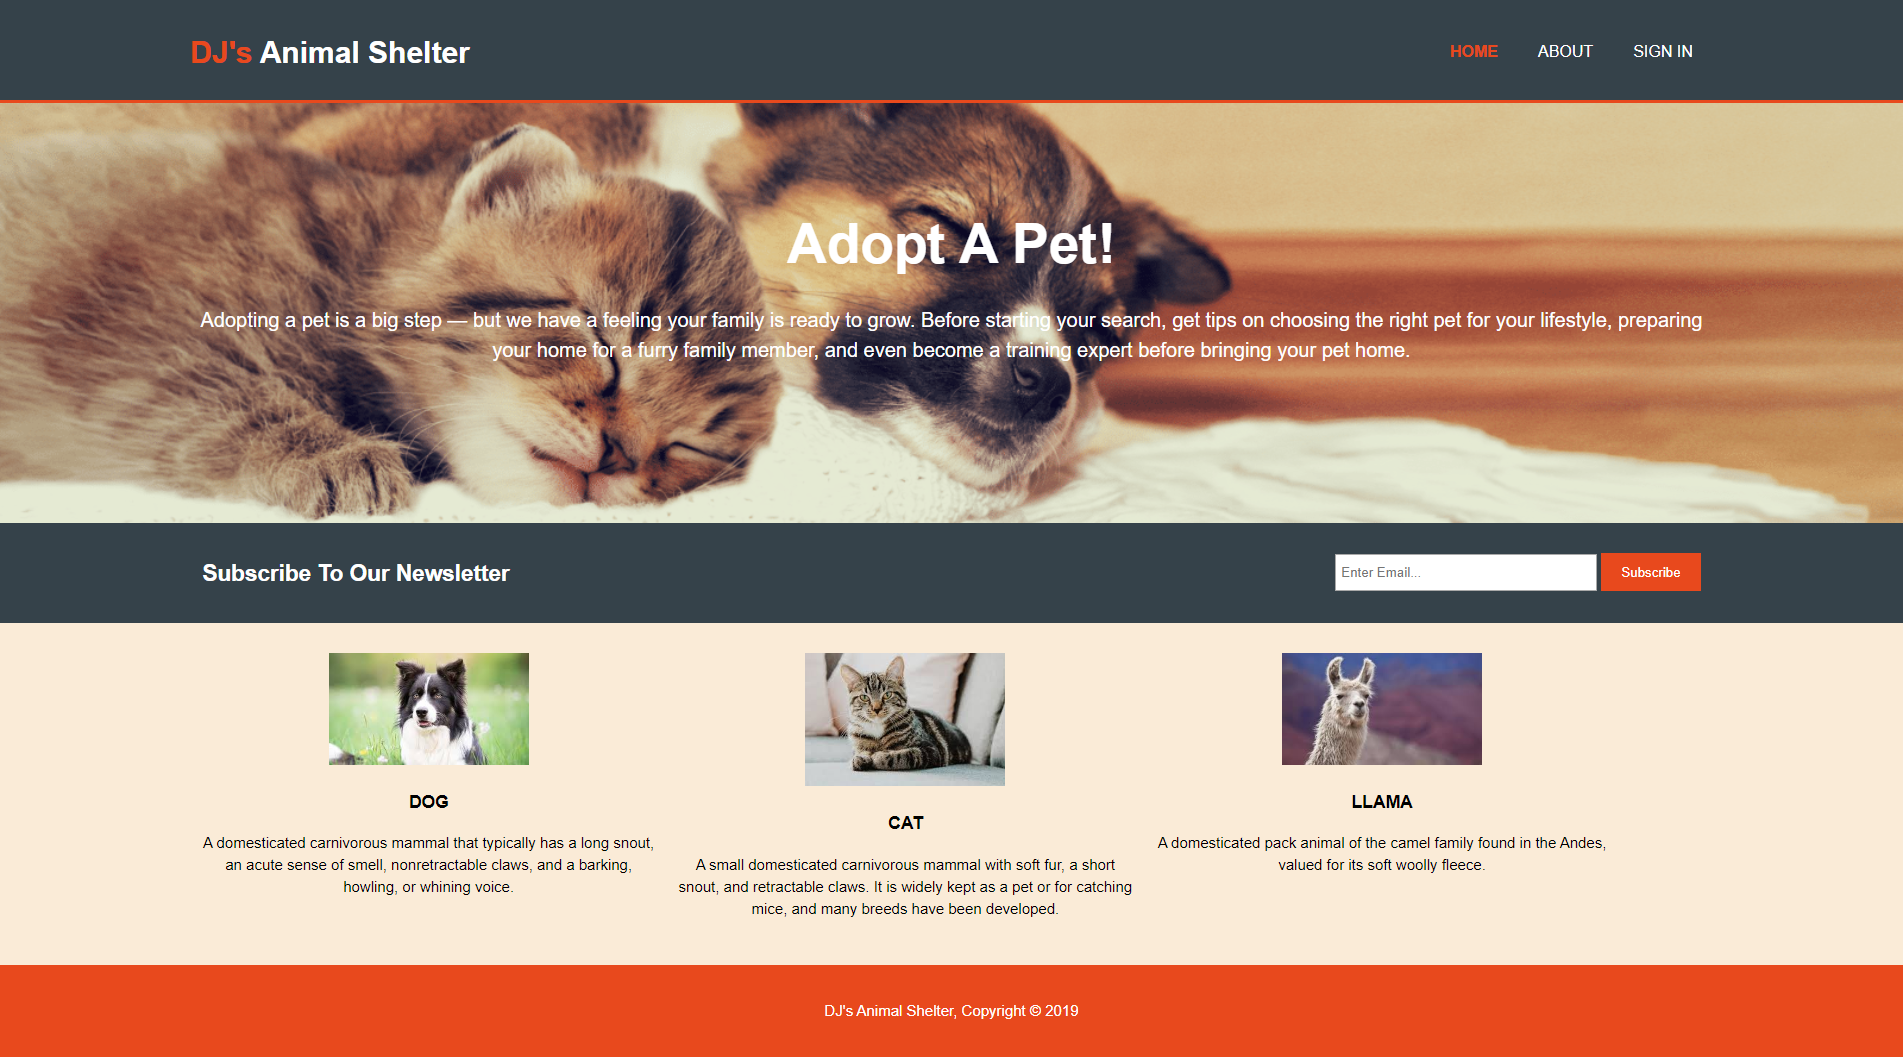 DJ's Animal Shelter
HOME
ABOUT
SIGN IN
Adopt A Pet!
Adopting a pet is a big step — but we have a feeling your family is ready to grow. Before starting your search, get tips on choosing the right pet for your lifestyle, preparing
your home for a furry family member, and even become a training expert before bringing your pet home.
Subscribe To Our Newsletter
Enter Email...
Subscribe
DOG
A domesticated carnivorous mammal that typically has a long snout,
an acute sense of smell, nonretractable claws, and a barking,
howling, or whining voice.
CAT
A small domesticated carnivorous mammal with soft fur, a short
snout, and retractable claws. It is widely kept as a pet or for catching
mice, and many breeds have been developed.
LLAMA
A domesticated pack animal of the camel family found in the Andes,
valued for its soft woolly fleece.
DJ's Animal Shelter, Copyright © 2019